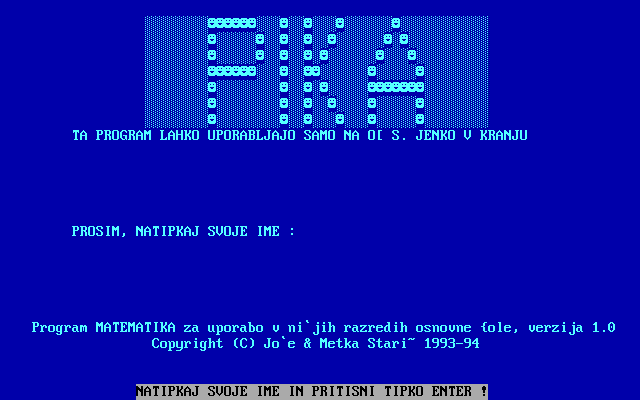 PIKA
TA PROGRAM LAHKO UPORABLJAJO SAMO NA O[ S. JENKO V KRANJU
PROSIM, NATIPKAJ SVOJE IME :
Program MATEMATIKA za uporabo v ni`jih razredih osnovne {ole, verzija 1.0
Copyright (C) Jo`e & Metka Stari~ 1993-94
NATIPKAJ SVOJE IME IN PRITISNI TIPKO ENTER !